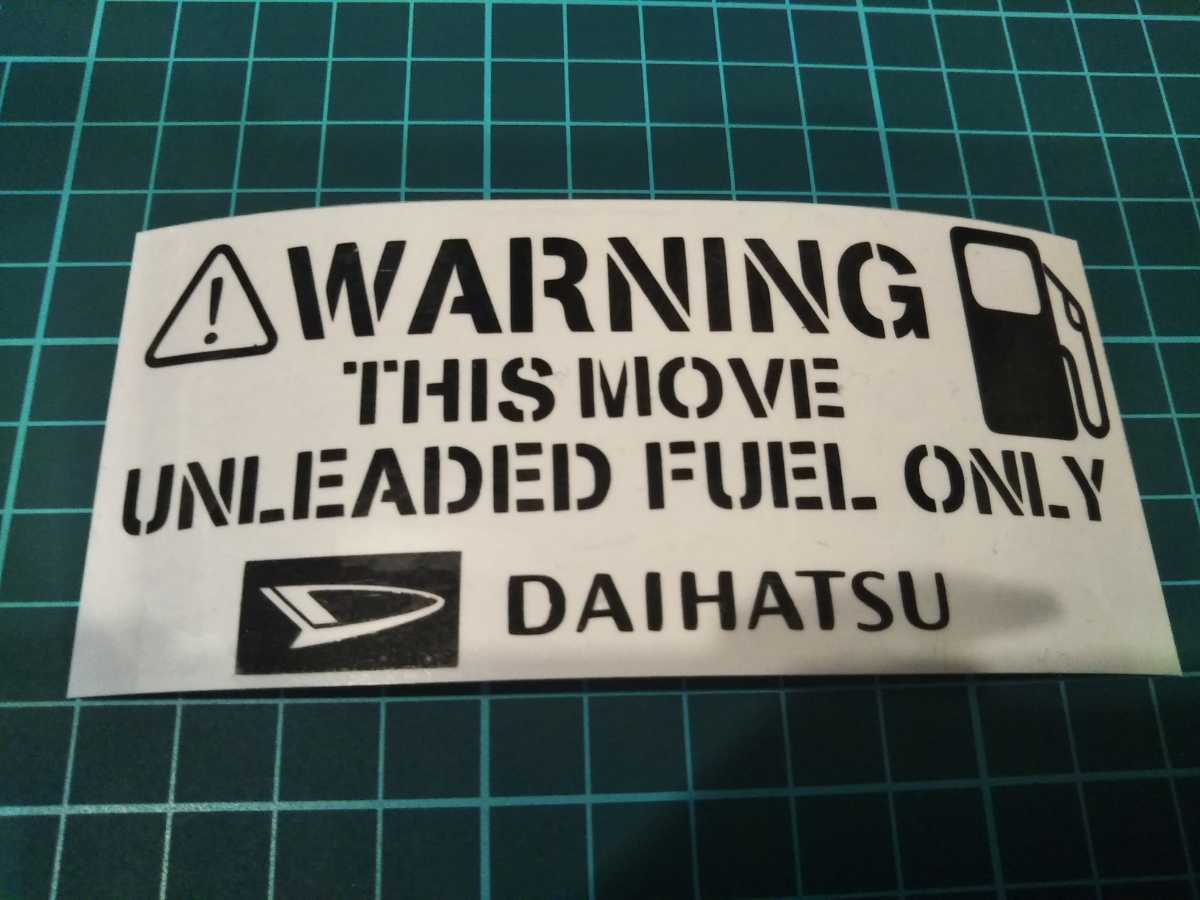 WARNING
THIS MOVE
UNLEADED FUEL ONLY
DAIHATSU